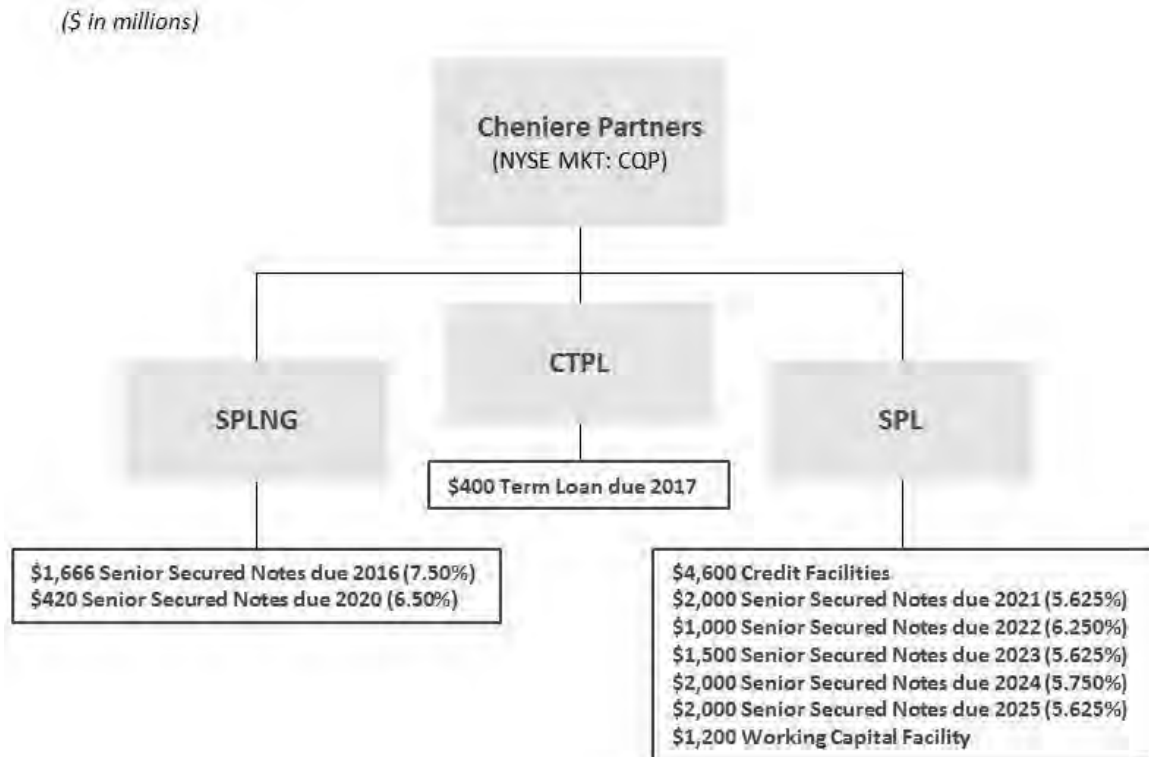 ($ in millions)
Cheniere Partners
(NYSE MKT: CQP)
SPLNG
CTPL
SPL
$400 Term Loan due 2017
$1,666 Senior Secured Notes due 2016 (7.50%)
$420 Senior Secured Notes due 2020 (6.50%)
$4,600 Credit Facilities
$2,000 Senior Secured Notes due 2021 (5.625%)
$1,000 Senior Secured Notes due 2022 (6.250%)
$1,500 Senior Secured Notes due 2023 (5.625%)
$2,000 Senior Secured Notes due 2024 (5.750%)
$2,000 Senior Secured Notes due 2025 (5.625%)
$1,200 Working Capital Facility